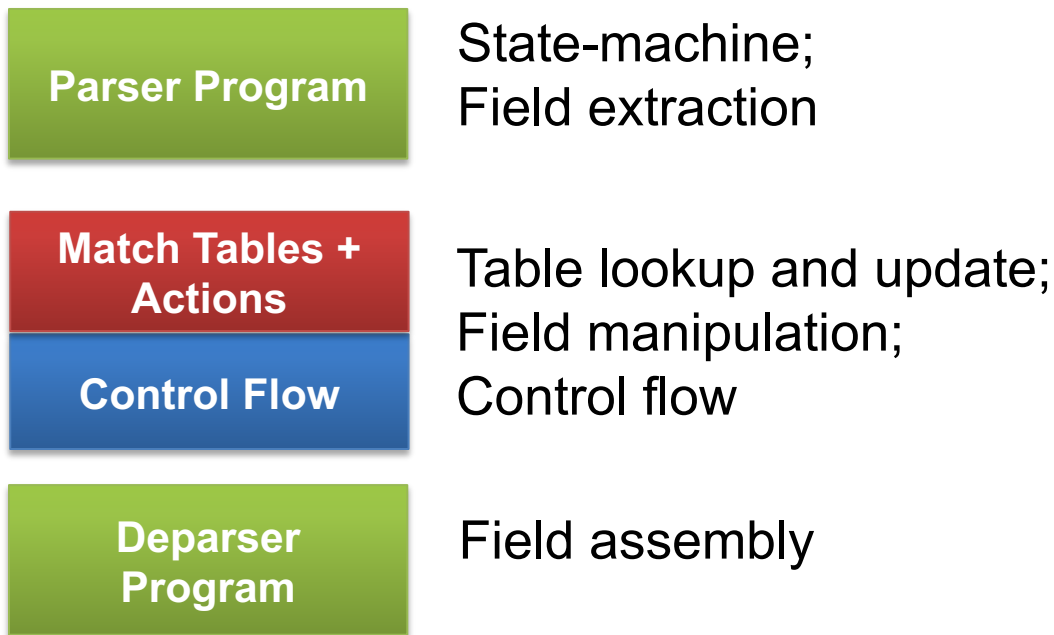 Parser Program
State-machine;
Field extraction
Match Tables +
Actions
Control Flow
Table lookup and update;
Field manipulation;
Control flow
Deparser
Program
Field assembly